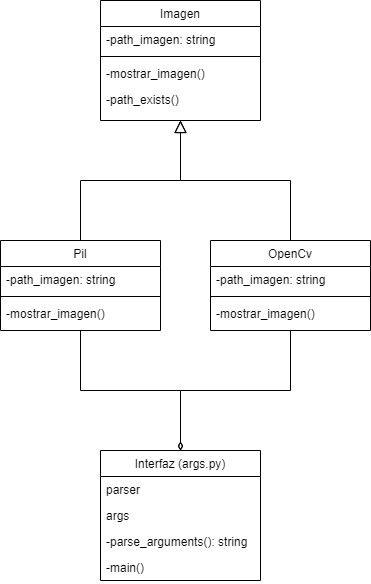 Imagen
-path_imagen: string
-mostrar_imagen()
-path_exists()
Pil
-path_imagen: string
-mostrar_imagen()
OpenCv
-path_imagen: string
-mostrar_imagen()
Interfaz (args.py)
parser
args
-parse_arguments(): string
-main()